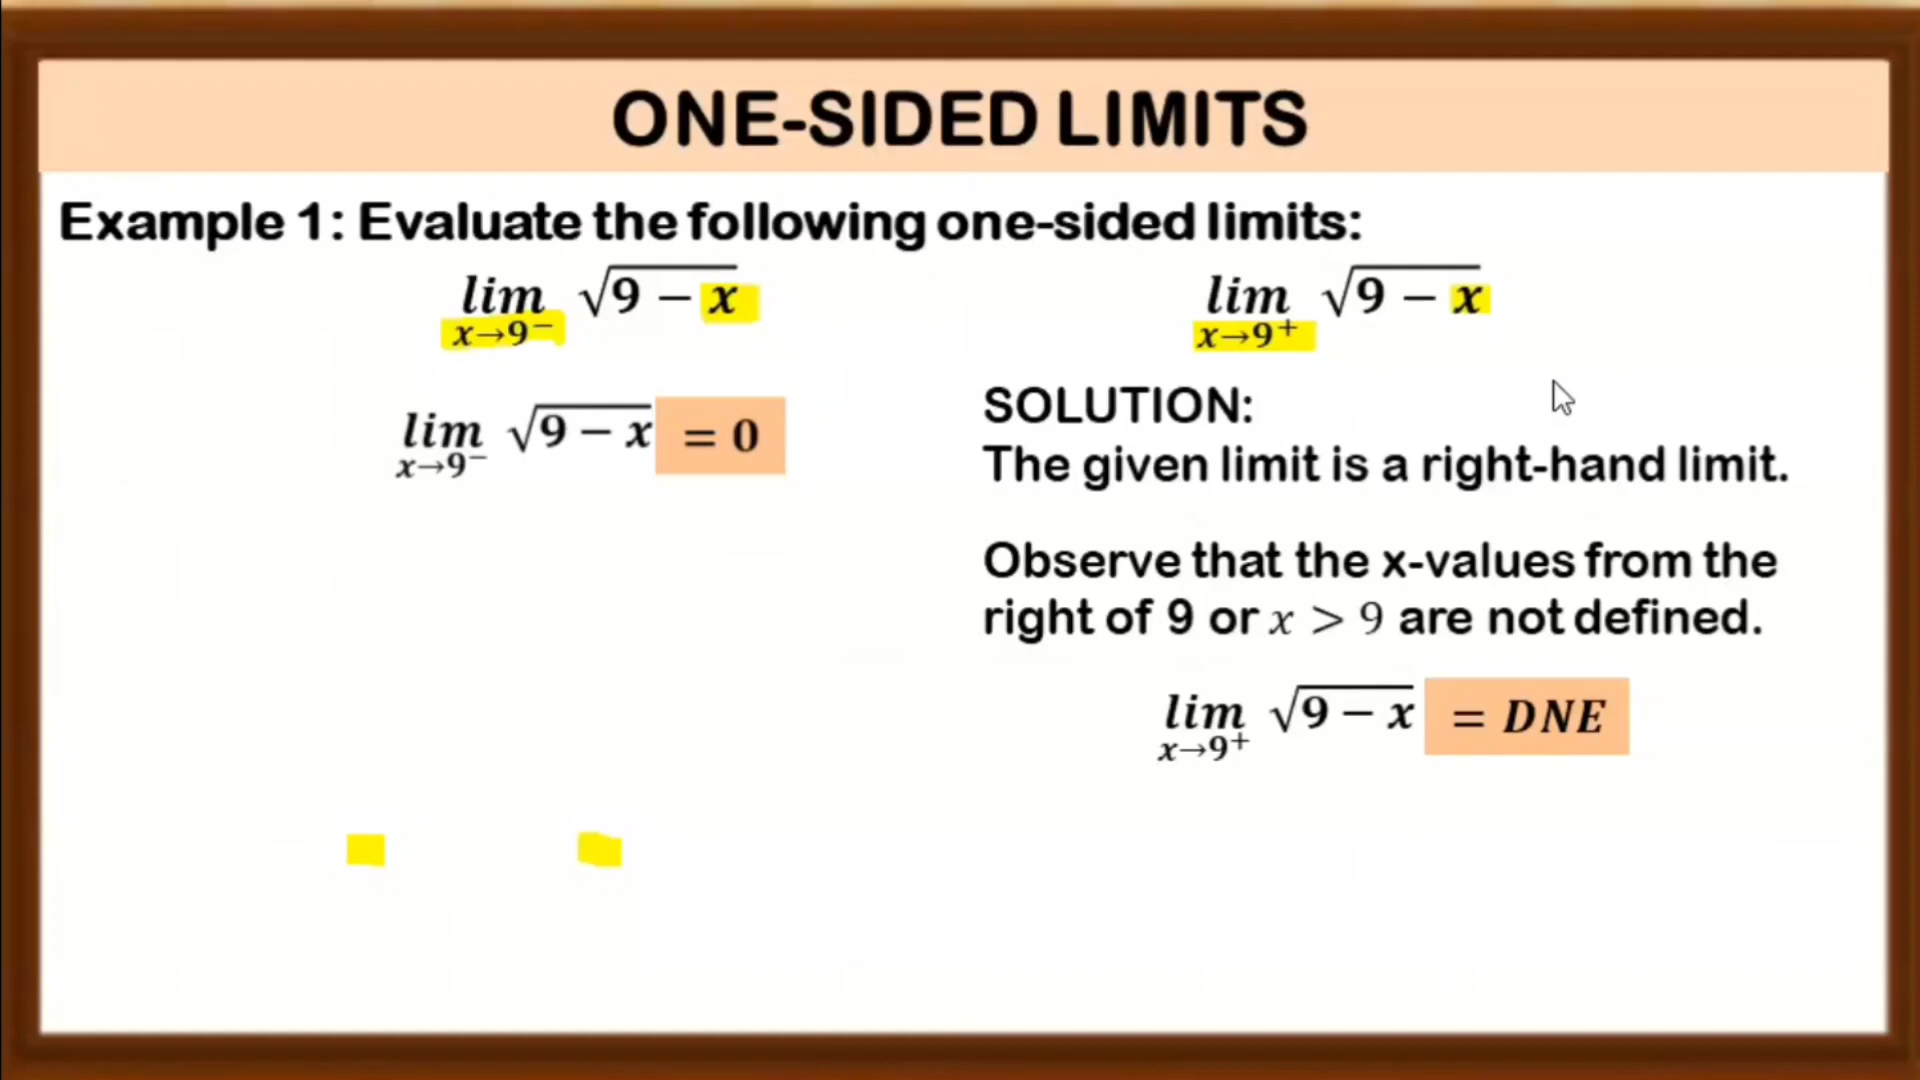 ONE-SIDED LIMITS
Example 1: Evaluate the following one-sided limits:
lim x→9⁻ √9 − x
lim x→9⁺ √9 − x
lim x→9⁻ √9 − x = 0
SOLUTION:
The given limit is a right-hand limit.
Observe that the x-values from the
right of 9 or x > 9 are not defined.
lim x→9⁺ √9 − x = DNE